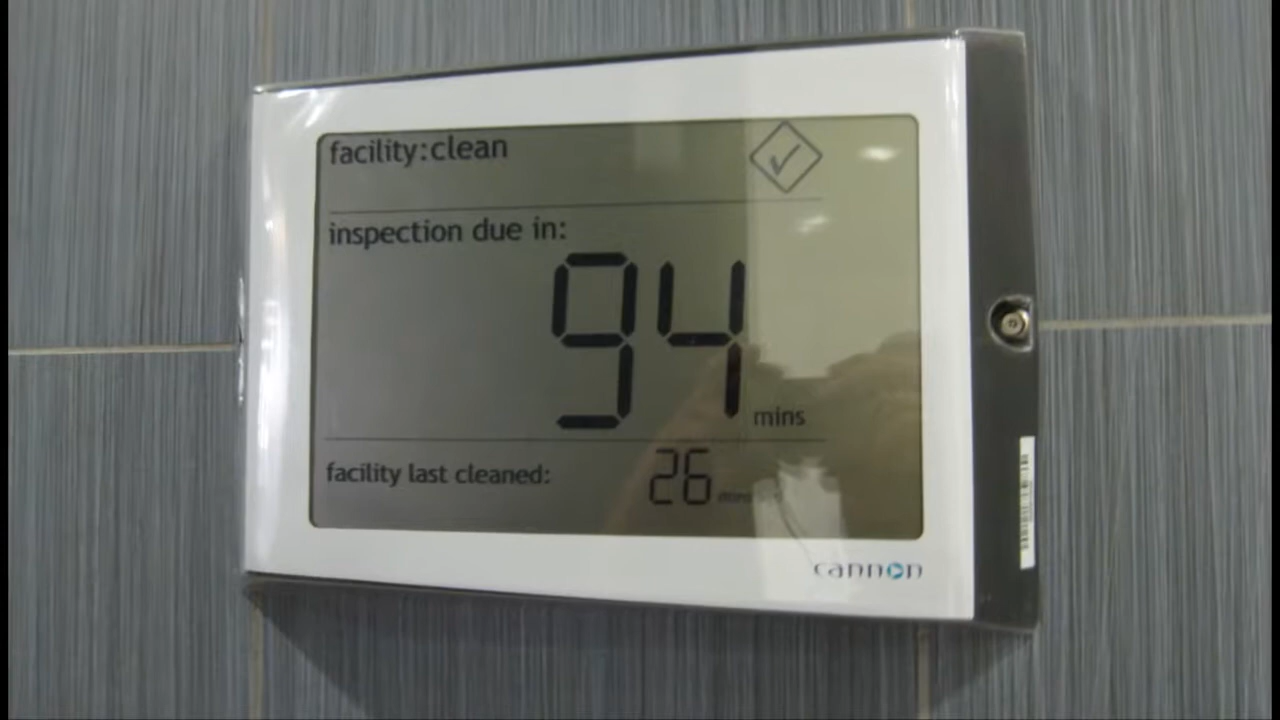 facility:clean
inspection due in:
94 mins
facility last cleaned: 26
cannon